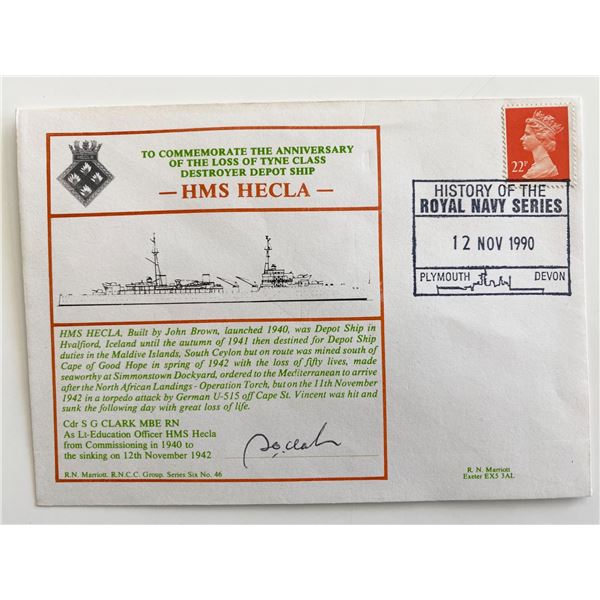 HECLA
TO COMMEMORATE THE ANNIVERSARY
OF THE LOSS OF TYNE CLASS
DESTROYER DEPOT SHIP
— HMS HECLA —
22P
HISTORY OF THE
ROYAL NAVY SERIES
12 NOV 1990
PLYMOUTH DEVON
HMS HECLA, Built by John Brown, launched 1940, was Depot Ship in
Hvalfjord, Iceland until the autumn of 1941 then destined for Depot Ship
duties in the Maldive Islands, South Ceylon but on route was mined south of
Cape of Good Hope in spring of 1942 with the loss of fifty lives, made
seaworthy at Simmonstown Dockyard, ordered to the Mediterranean to arrive
after the North African Landings - Operation Torch, but on the 11th November
1942 in a torpedo attack by German U-515 off Cape St. Vincent was hit and
sunk the following day with great loss of life.
Cdr S G CLARK MBE RN
As Lt-Education Officer HMS Hecla
from Commissioning in 1940 to
the sinking on 12th November 1942
S.G. Clark
R.N. Marriott. R.N.C.C. Group. Series Six No. 46
R. N. Marriott
Exeter EX5 3AL